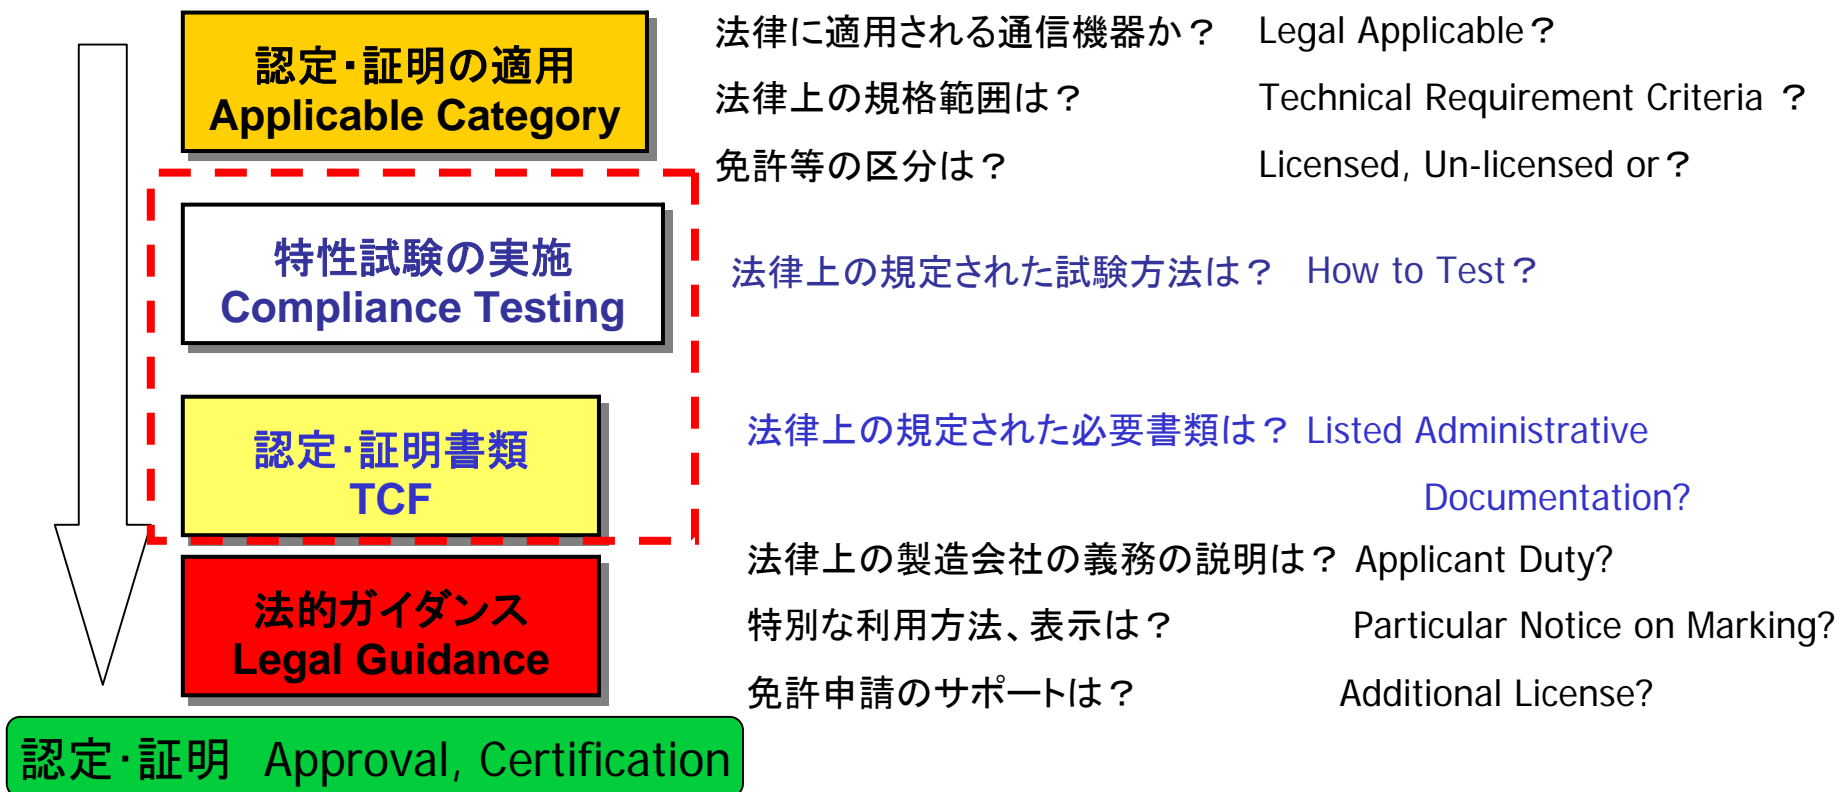 認定・証明の適用
Applicable Category
法律に適用される通信機器か？ Legal Applicable？
法律上の規格範囲は？ Technical Requirement Criteria ？
免許等の区分は？ Licensed, Un-licensed or？
特性試験の実施
Compliance Testing
法律上の規定された試験方法は？ How to Test？
認定・証明書類
TCF
法律上の規定された必要書類は？ Listed Administrative
Documentation?
法的ガイダンス
Legal Guidance
法律上の製造会社の義務の説明は？ Applicant Duty?
特別な利用方法、表示は？ Particular Notice on Marking?
免許申請のサポートは？ Additional License?
認定・証明 Approval, Certification